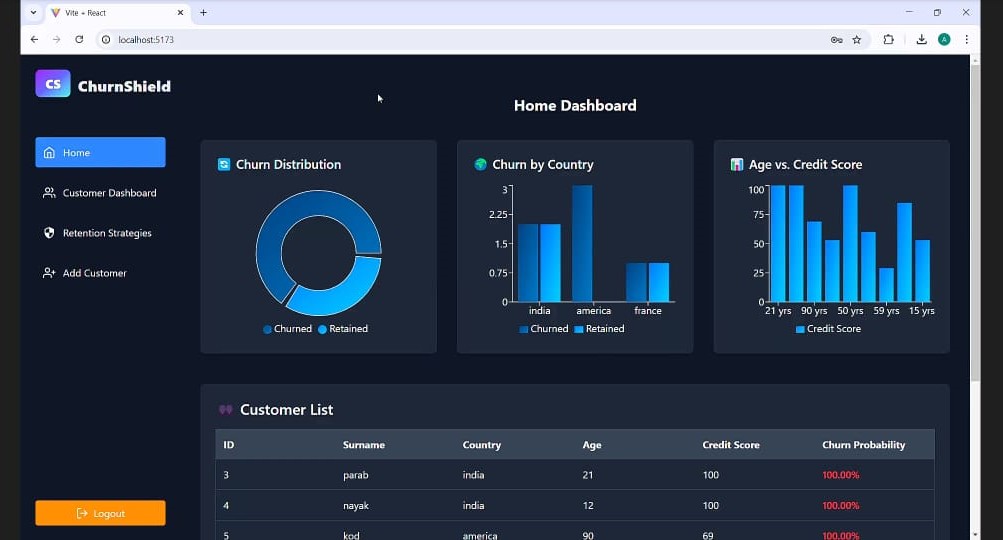 Vite + React
localhost:5173
A
CS ChurnShield
Home Dashboard
Home
Customer Dashboard
Retention Strategies
Add Customer
Logout
Churn Distribution
Churned Retained
Churn by Country
3
2.25
1.5
0.75
0
india america france
Churned Retained
Age vs. Credit Score
100
75
50
25
0
21 yrs 90 yrs 50 yrs 59 yrs 15 yrs
Credit Score
Customer List
ID Surname Country Age Credit Score Churn Probability
3 parab india 21 100 100.00%
4 nayak india 12 100 100.00%
5 kod america 90 69 100.00%